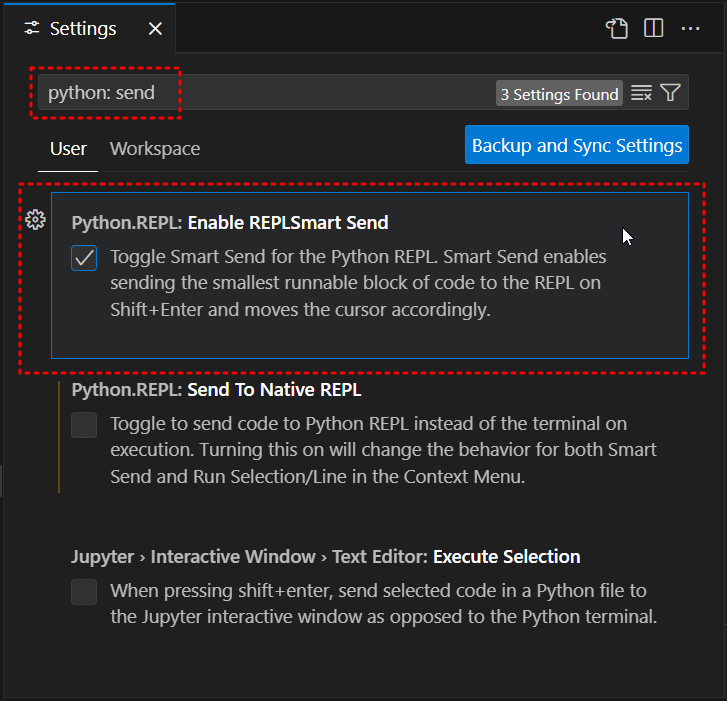 Settings
python: send
3 Settings Found
User
Workspace
Backup and Sync Settings
Python.REPL: Enable REPLSmart Send
Toggle Smart Send for the Python REPL. Smart Send enables
sending the smallest runnable block of code to the REPL on
Shift+Enter and moves the cursor accordingly.
Python.REPL: Send To Native REPL
Toggle to send code to Python REPL instead of the terminal on
execution. Turning this on will change the behavior for both Smart
Send and Run Selection/Line in the Context Menu.
Jupyter › Interactive Window › Text Editor: Execute Selection
When pressing shift+enter, send selected code in a Python file to
the Jupyter interactive window as opposed to the Python terminal.